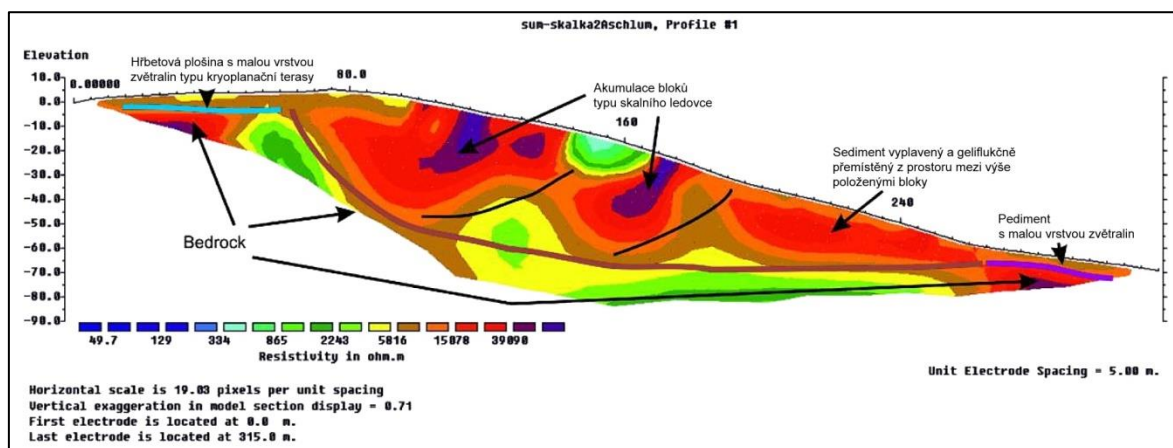 sum-skalka2Aschlum, Profile #1
Elevation
Hřbetová plošina s malou vrstvou
zvětralin typu kryoplanační terasy
0.00000
80.0
Akumulace bloků
typu skalního ledovce
160
Sediment vyplavený a geliflukčně
přemístěný z prostoru mezi výše
položenými bloky
240
Pediment
s malou vrstvou zvětralin
10.0
0.0
-10.0
-20.0
-30.0
-40.0
-50.0
-60.0
-70.0
-80.0
-90.0
Bedrock
49.7 129 334 865 2243 5816 15078 39090
Resistivity in ohm.m
Unit Electrode Spacing = 5.00 m.
Horizontal scale is 19.03 pixels per unit spacing
Vertical exaggeration in model section display = 0.71
First electrode is located at 0.0 m.
Last electrode is located at 315.0 m.